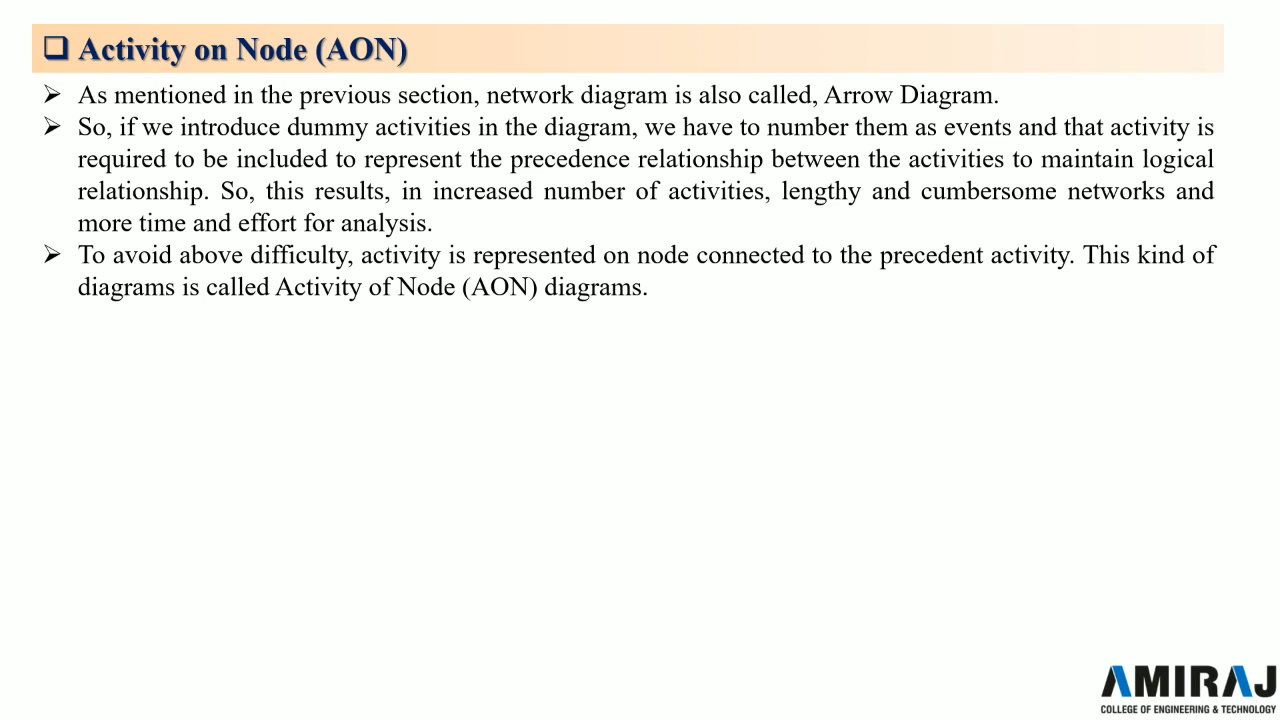 Activity on Node (AON)
As mentioned in the previous section, network diagram is also called, Arrow Diagram.
So, if we introduce dummy activities in the diagram, we have to number them as events and that activity is
required to be included to represent the precedence relationship between the activities to maintain logical
relationship. So, this results, in increased number of activities, lengthy and cumbersome networks and
more time and effort for analysis.
To avoid above difficulty, activity is represented on node connected to the precedent activity. This kind of
diagrams is called Activity of Node (AON) diagrams.
AMIRAJ
COLLEGE OF ENGINEERING & TECHNOLOGY